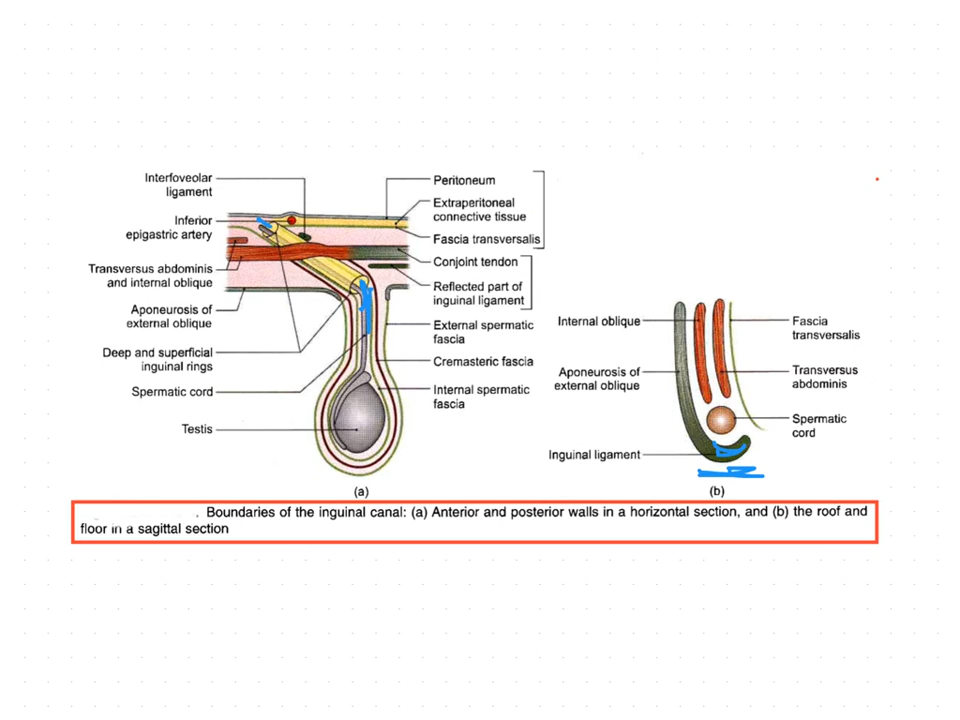 Interfoveolar
ligament
Inferior
epigastric artery
Transversus abdominis
and internal oblique
Aponeurosis of
external oblique
Deep and superficial
inguinal rings
Spermatic cord
Testis
Peritoneum
Extraperitoneal
connective tissue
Fascia transversalis
Conjoint tendon
Reflected part of
inguinal ligament
External spermatic
fascia
Cremasteric fascia
Internal spermatic
fascia
(a)
Internal oblique
Aponeurosis of
external oblique
Inguinal ligament
Fascia
transversalis
Transversus
abdominis
Spermatic
cord
(b)
. Boundaries of the inguinal canal: (a) Anterior and posterior walls in a horizontal section, and (b) the roof and
floor in a sagittal section